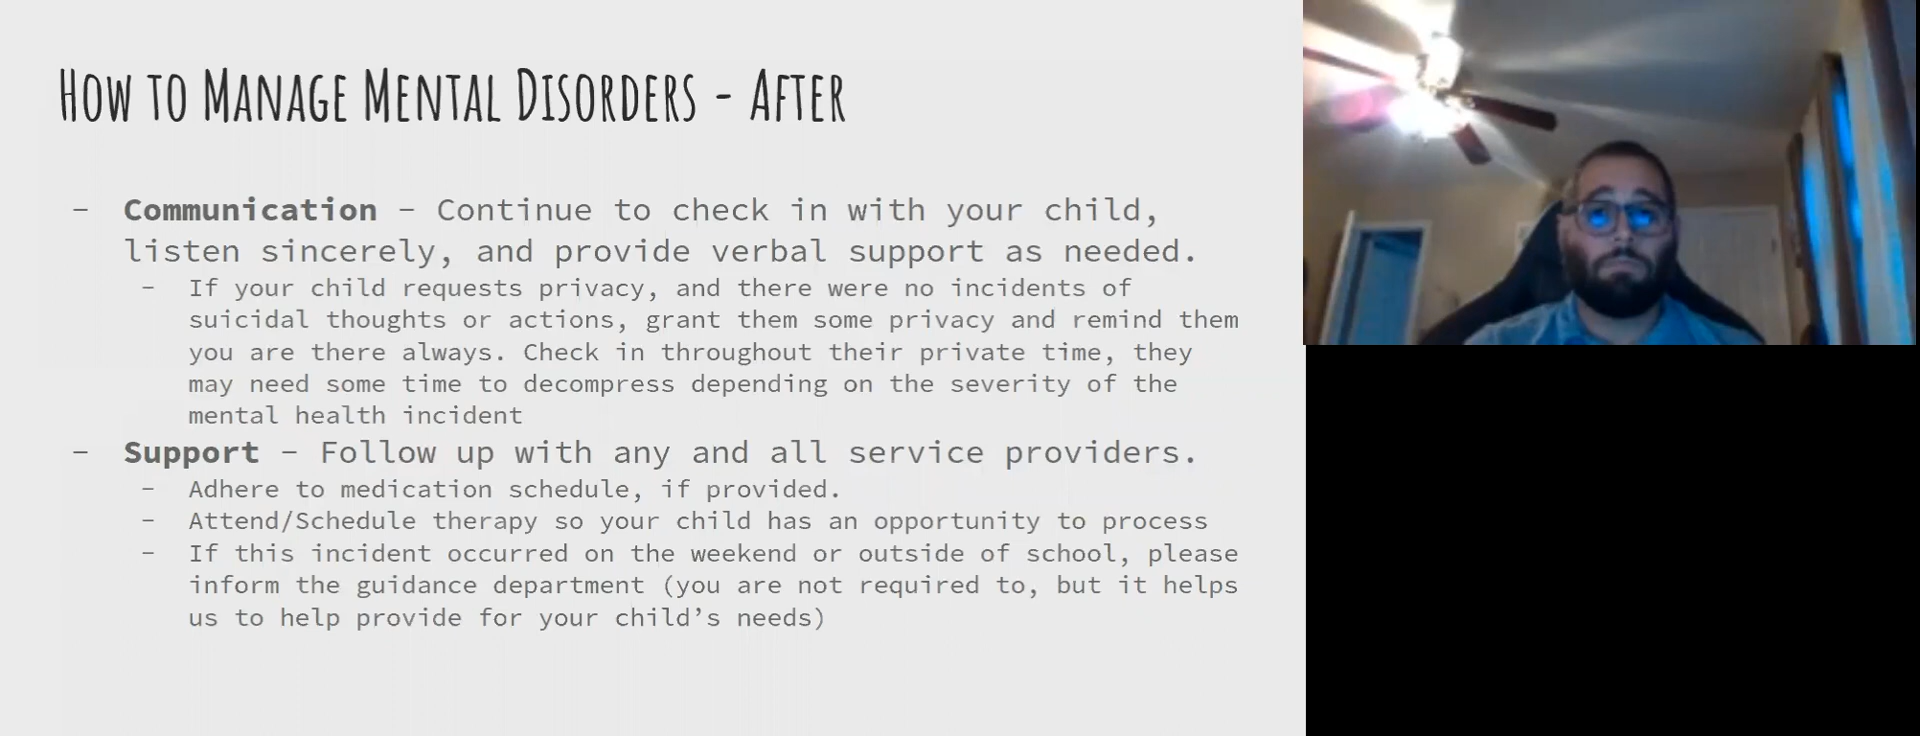 How to Manage Mental Disorders - After
- Communication - Continue to check in with your child,
listen sincerely, and provide verbal support as needed.
- If your child requests privacy, and there were no incidents of
suicidal thoughts or actions, grant them some privacy and remind them
you are there always. Check in throughout their private time, they
may need some time to decompress depending on the severity of the
mental health incident
- Support - Follow up with any and all service providers.
- Adhere to medication schedule, if provided.
- Attend/Schedule therapy so your child has an opportunity to process
- If this incident occurred on the weekend or outside of school, please
inform the guidance department (you are not required to, but it helps
us to help provide for your child’s needs)